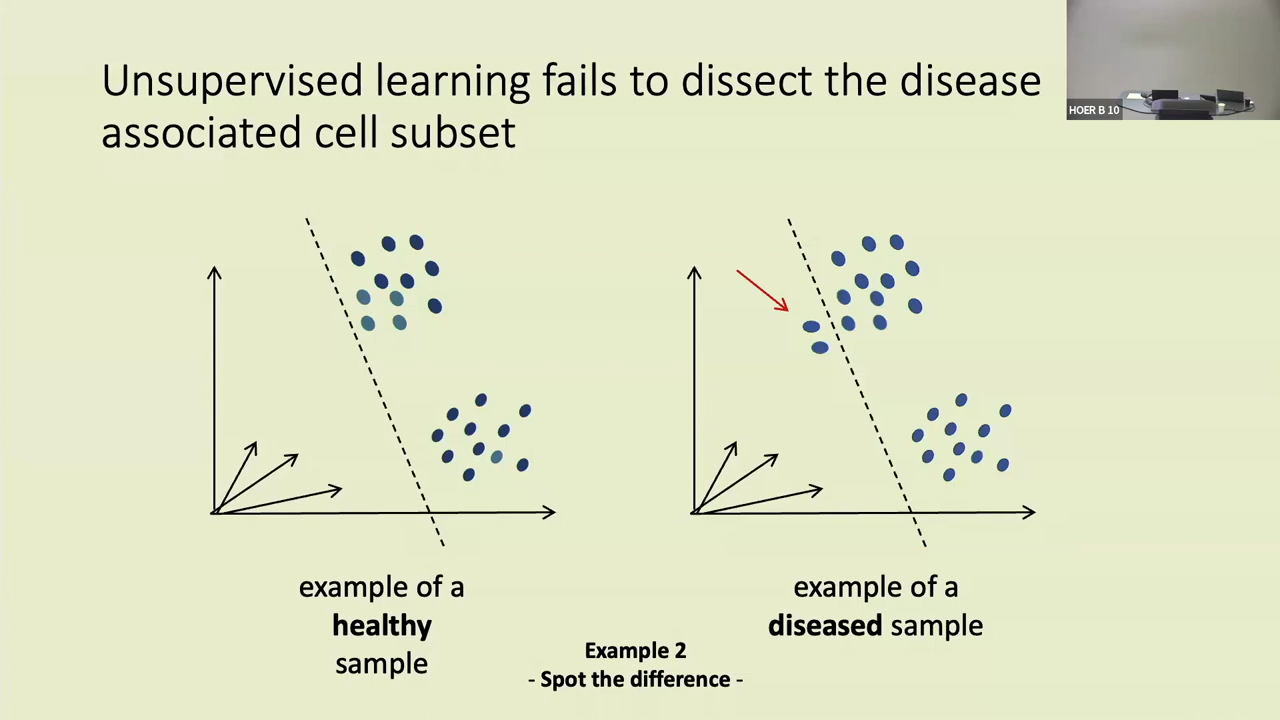 Unsupervised learning fails to dissect the disease
associated cell subset
HOER B 10
example of a
healthy
sample
example of a
diseased sample
Example 2
- Spot the difference -